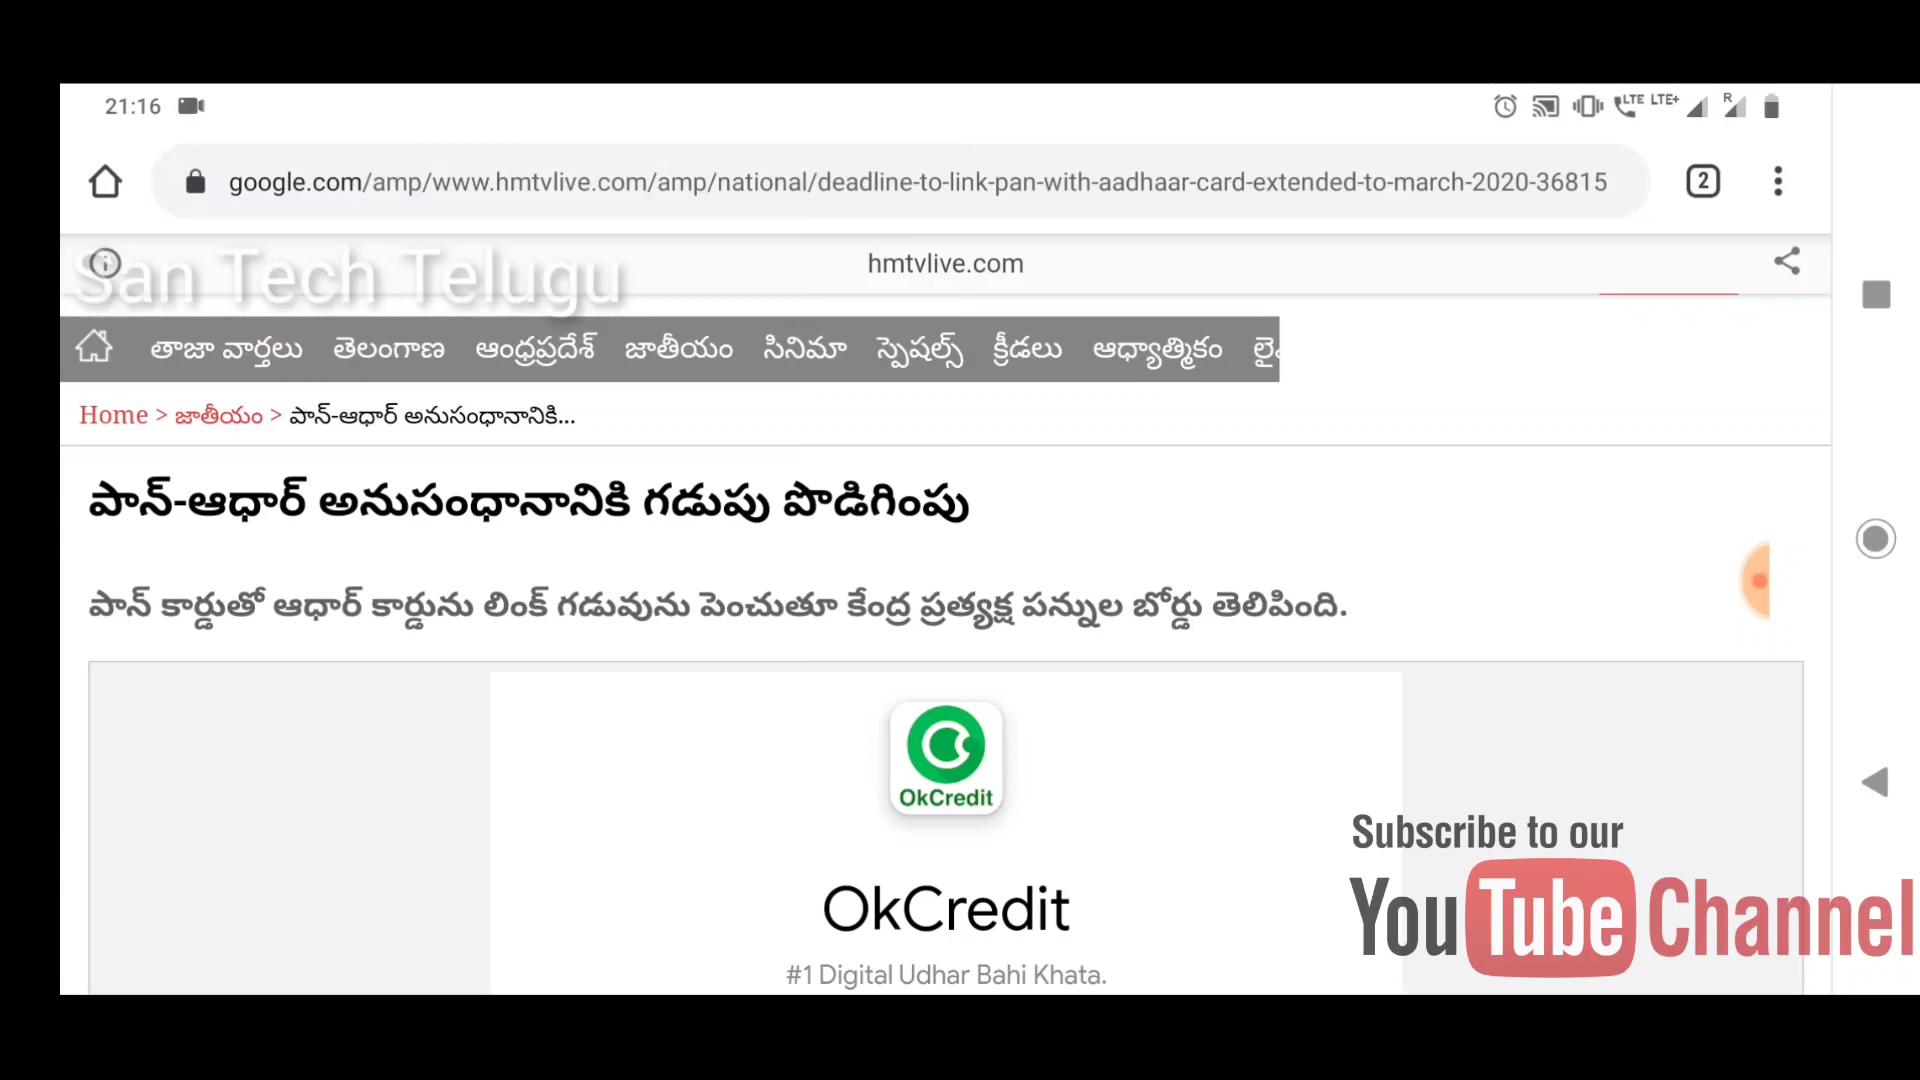 21:16
LTE LTE+ R
google.com/amp/www.hmtvlive.com/amp/national/deadline-to-link-pan-with-aadhaar-card-extended-to-march-2020-36815
2
San Tech Telugu
hmtvlive.com
తాజా వార్తలు తెలంగాణ ఆంధ్రప్రదేశ్ జాతీయం సినిమా స్పెషల్స్ క్రీడలు ఆధ్యాత్మికం
Home > జాతీయం > పాన్-ఆధార్ అనుసంధానానికి...
పాన్-ఆధార్ అనుసంధానానికి గడుపు పొడిగింపు
పాన్ కార్డుతో ఆధార్ కార్డును లింక్ గడువును పెంచుతూ కేంద్ర ప్రత్యక్ష పన్నుల బోర్డు తెలిపింది.
OkCredit
OkCredit
#1 Digital Udhar Bahi Khata.
Subscribe to our
YouTube Channel